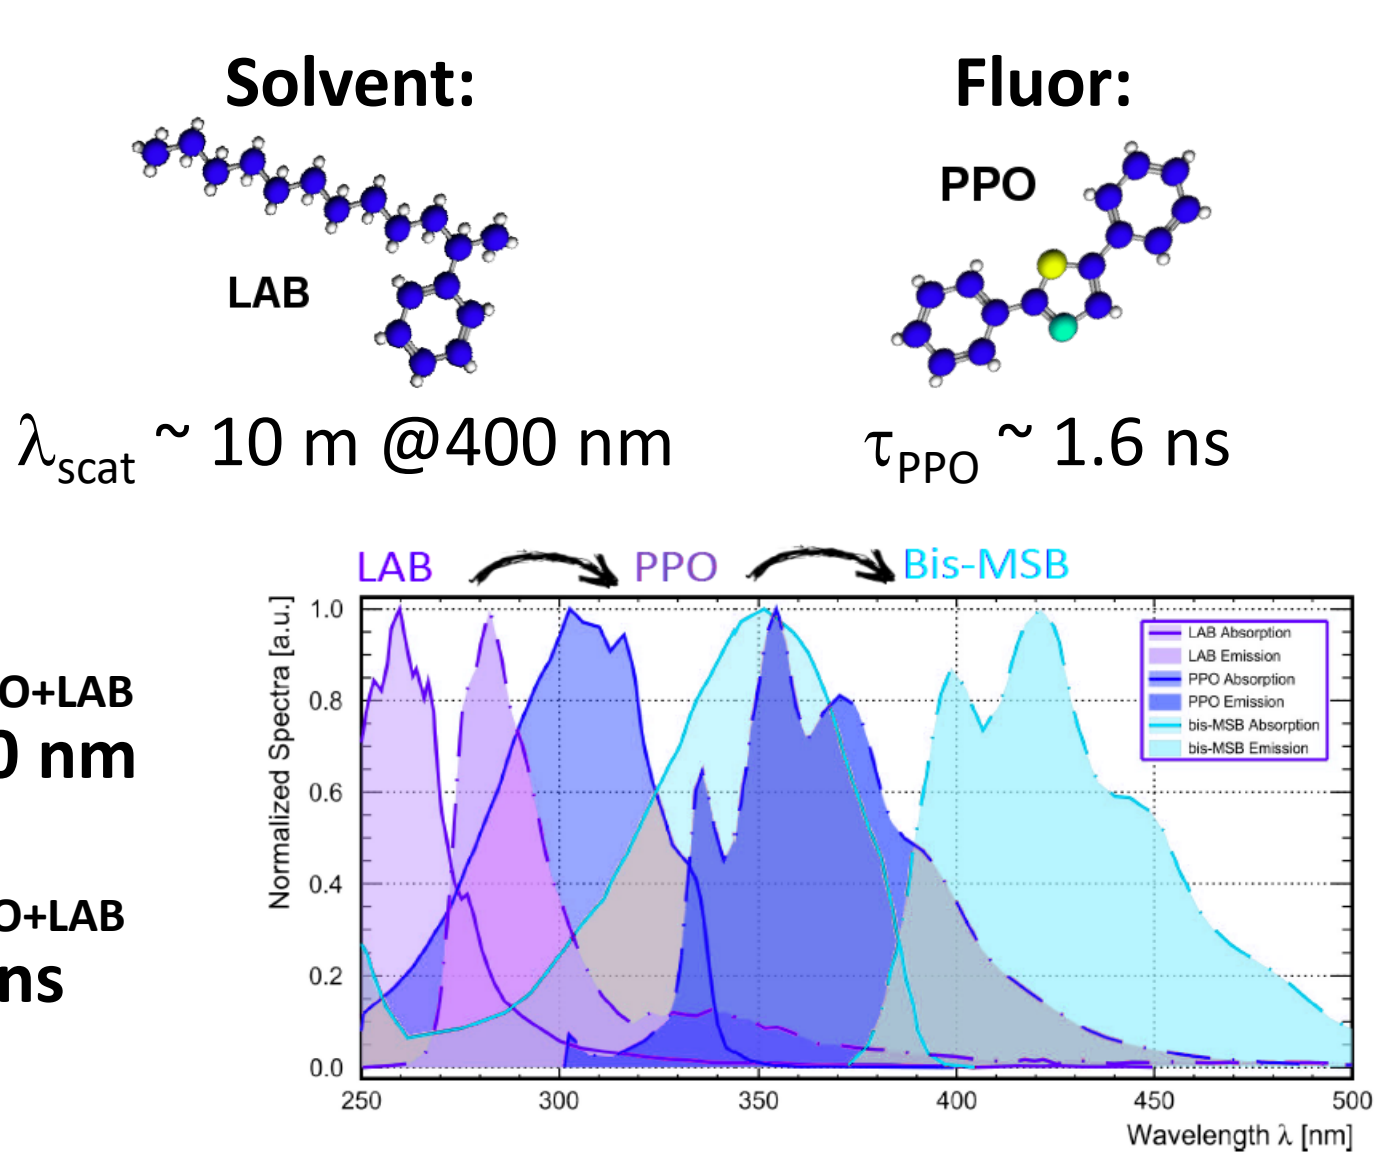 Solvent:
Fluor:
PPO
LAB
λscat ~ 10 m @400 nm
τPPO ~ 1.6 ns
LAB
PPO
Bis-MSB
O+LAB
0 nm
O+LAB
ns
Normalized Spectra [a.u.]
1.0
0.8
0.6
0.4
0.2
0.0
LAB Absorption
LAB Emission
PPO Absorption
PPO Emission
bis-MSB Absorption
bis-MSB Emission
250 300 350 400 450 500
Wavelength λ [nm]